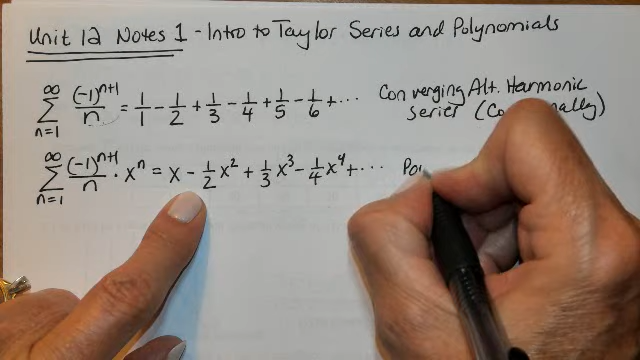 Unit 12 Notes 1 - Intro to Taylor Series and Polynomials
∞∑n=1 (-1)^(n+1)/n = 1/1 - 1/2 + 1/3 - 1/4 + 1/5 - 1/6 + ... Converging Alt. Harmonic
series
∞∑n=1 (-1)^(n+1)/n · x^n = x - 1/2 x^2 + 1/3 x^3 - 1/4 x^4 + ...